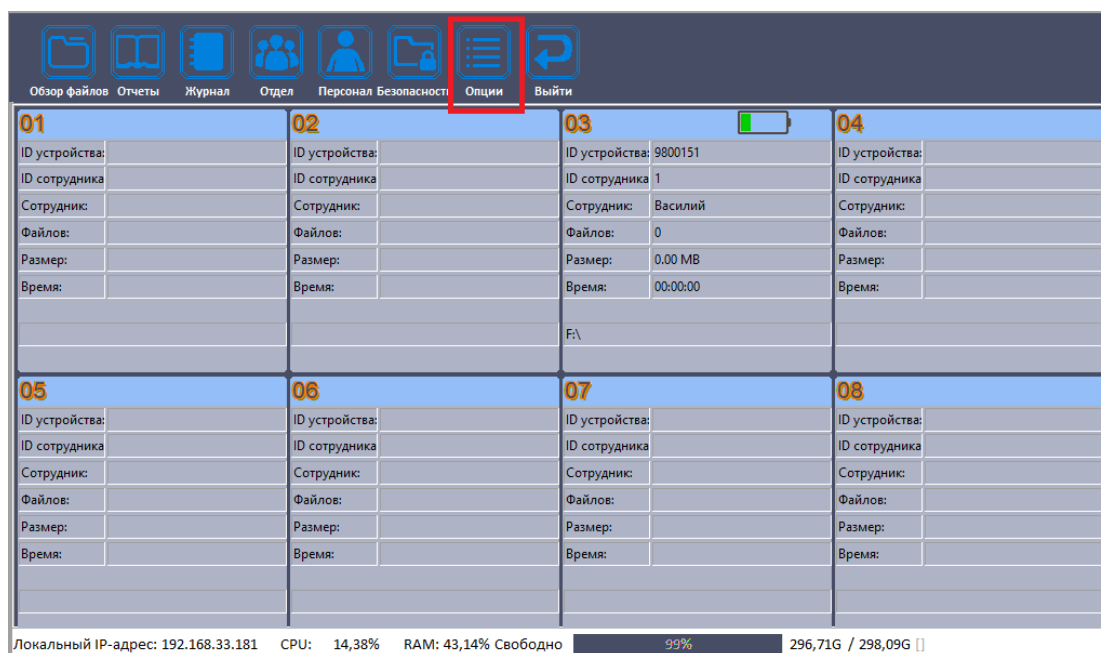 Обзор файлов Отчеты Журнал Отдел Персонал Безопасность Опции Выйти
01 02 03 04
ID устройства: ID устройства: ID устройства: 9800151 ID устройства:
ID сотрудника ID сотрудника ID сотрудника 1 ID сотрудника
Сотрудник: Сотрудник: Сотрудник: Василий Сотрудник:
Файлов: Файлов: Файлов: 0 Файлов:
Размер: Размер: Размер: 0.00 MB Размер:
Время: Время: Время: 00:00:00 Время:
F:\
05 06 07 08
ID устройства: ID устройства: ID устройства: ID устройства:
ID сотрудника ID сотрудника ID сотрудника ID сотрудника
Сотрудник: Сотрудник: Сотрудник: Сотрудник:
Файлов: Файлов: Файлов: Файлов:
Размер: Размер: Размер: Размер:
Время: Время: Время: Время:
Локальный IP-адрес: 192.168.33.181 CPU: 14,38% RAM: 43,14% Свободно 99% 296,71G / 298,09G []